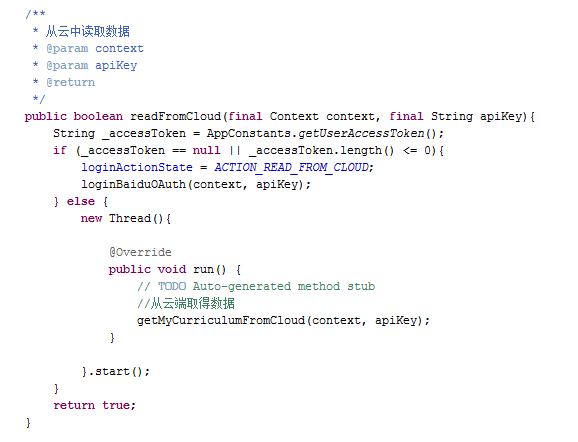 /**
 * 从云中读取数据
 * @param context
 * @param apiKey
 * @return
 */
public boolean readFromCloud(final Context context, final String apiKey){
    String _accessToken = AppConstants.getUserAccessToken();
    if (_accessToken == null || _accessToken.length() <= 0){
        loginActionState = ACTION_READ_FROM_CLOUD;
        loginBaiduOAuth(context, apiKey);
    } else {
        new Thread(){
            @Override
            public void run() {
                // TODO Auto-generated method stub
                //从云端取得数据
                getMyCurriculumFromCloud(context, apiKey);
            }
        }.start();
    }
    return true;
}